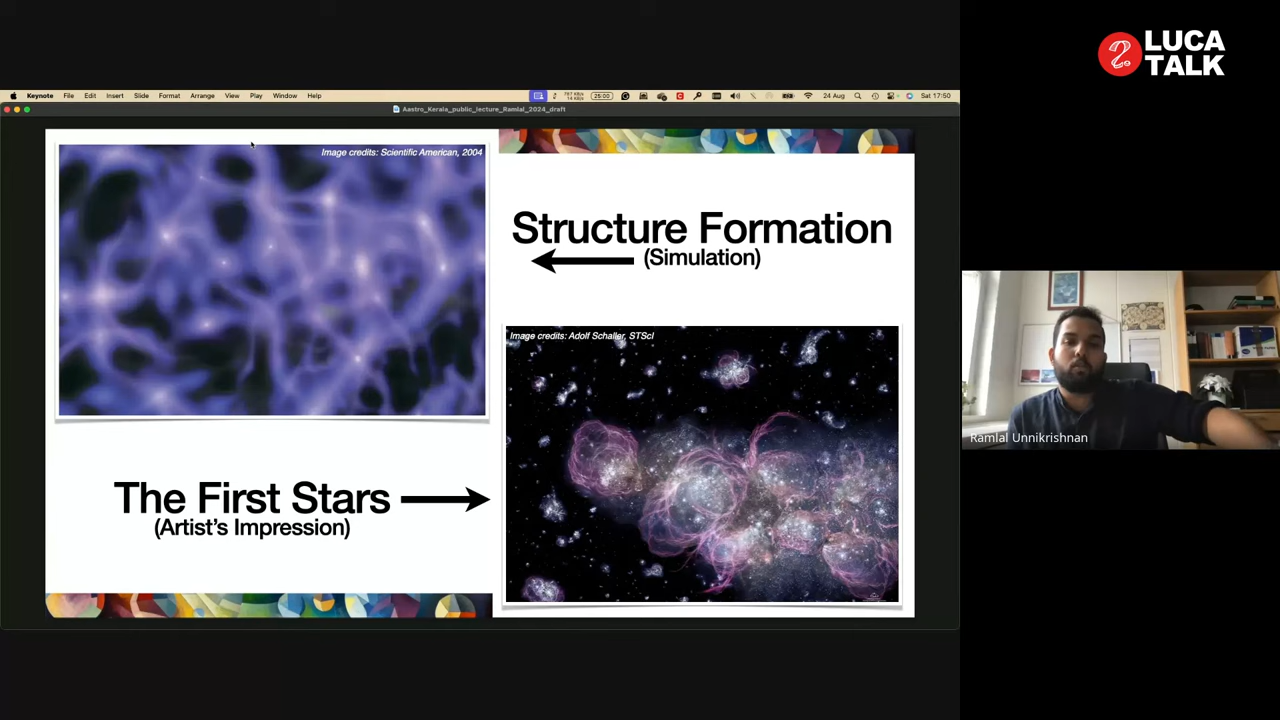 LUCA
TALK
Keynote File Edit Insert Slide Format Arrange View Play Window Help
26:00
24 Aug
Sat 17:50
Aastro_Kerala_public_lecture_Ramlal_2024_draft
Image credits: Scientific American, 2004
Structure Formation
(Simulation)
Image credits: Adolf Schaller, STScI
The First Stars
(Artist's Impression)
Ramlal Unnikrishnan